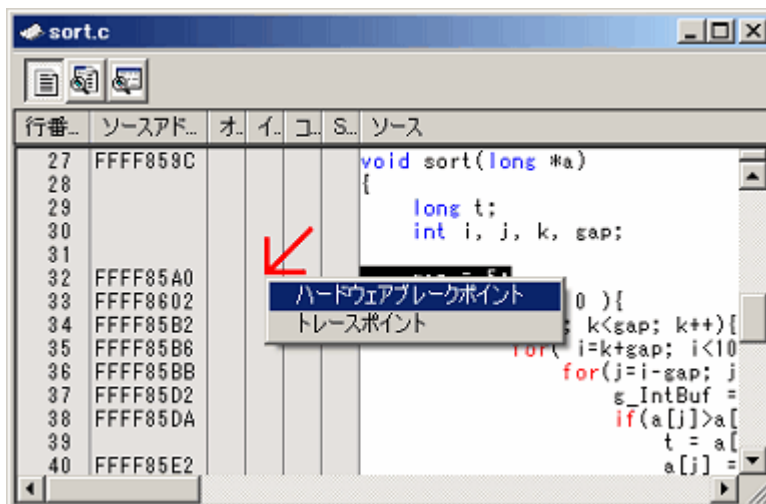 sort.c
行番... ソースアド... オ.. イ.. コ.. S... ソース
27 FFFF859C void sort(long *a)
28 {
29 long t;
30 int i, j, k, gap;
31
32 FFFF85A0
ハードウェアブレークポイント
33 FFFF8602 0 ){
トレースポイント
34 FFFF85B2 ; k<gap; k++){
35 FFFF85B6 for( i=k+gap; i<10
36 FFFF85BB for(j=i-gap; j
37 FFFF85D2 g_IntBuf =
38 FFFF85DA if(a[j]>a[
39 t = a[
40 FFFF85E2 a[j] =